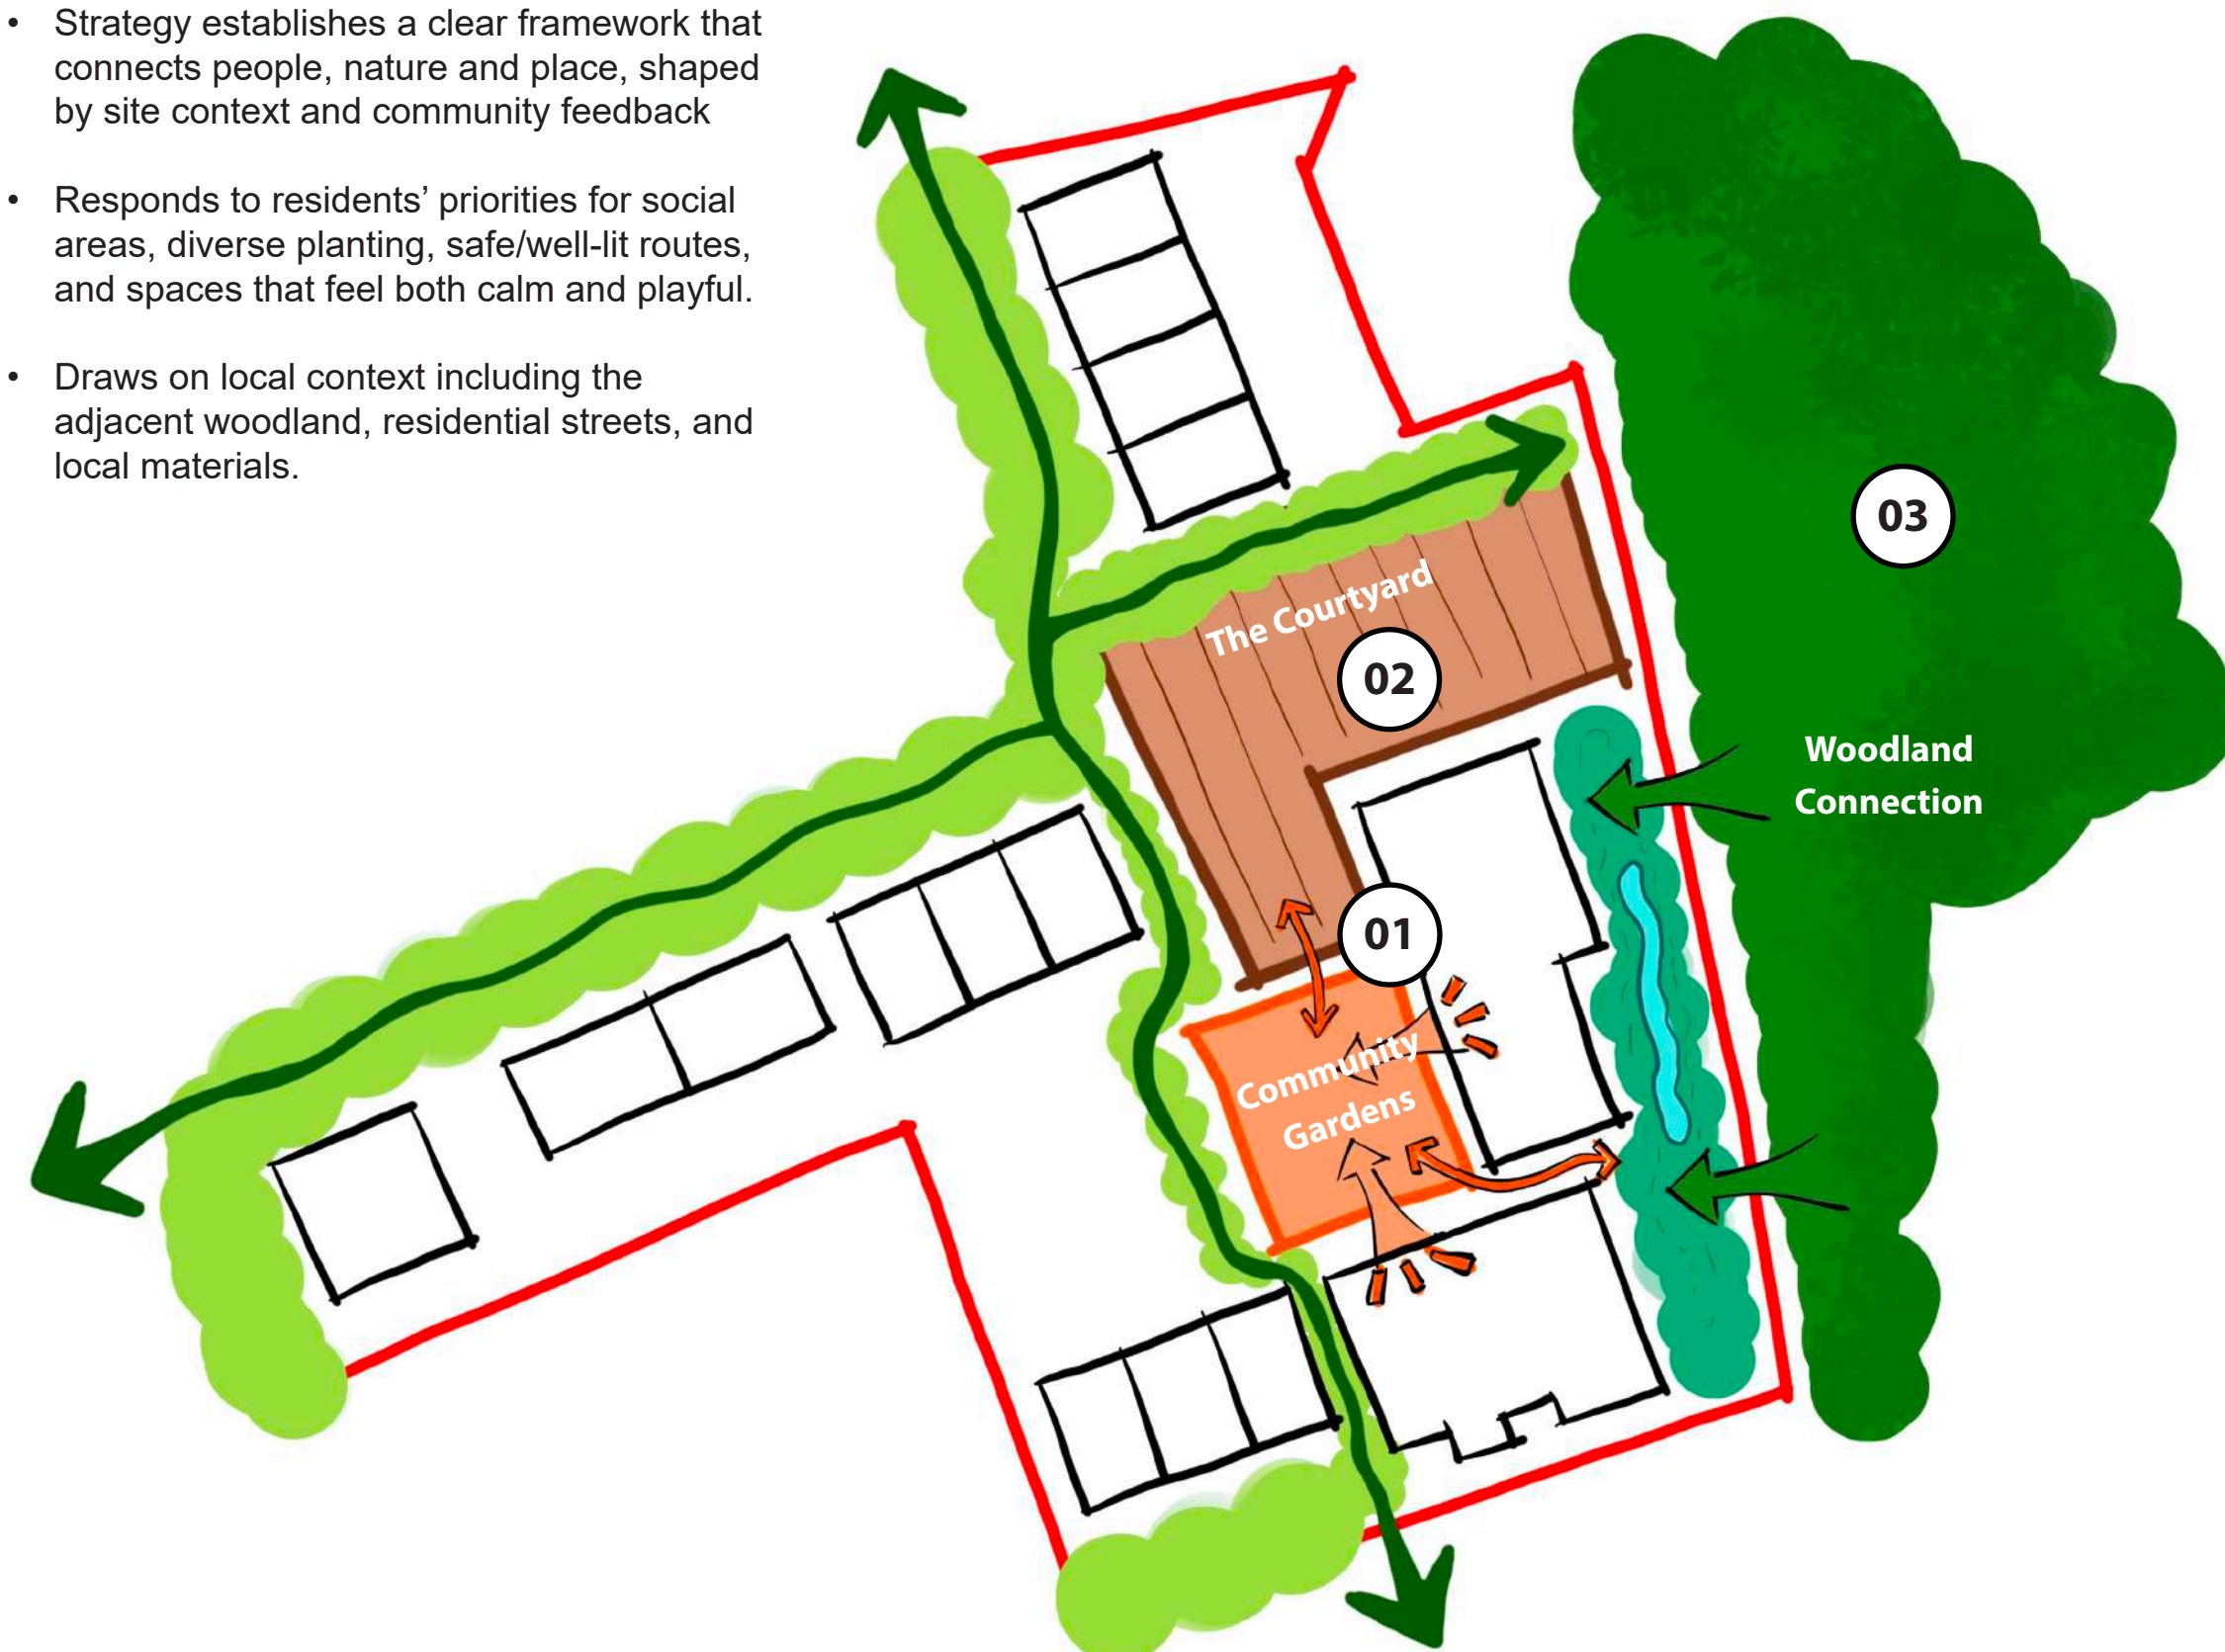 • Strategy establishes a clear framework that
connects people, nature and place, shaped
by site context and community feedback
• Responds to residents’ priorities for social
areas, diverse planting, safe/well-lit routes,
and spaces that feel both calm and playful.
• Draws on local context including the
adjacent woodland, residential streets, and
local materials.
03
The Courtyard
02
Woodland
Connection
01
Community
Gardens